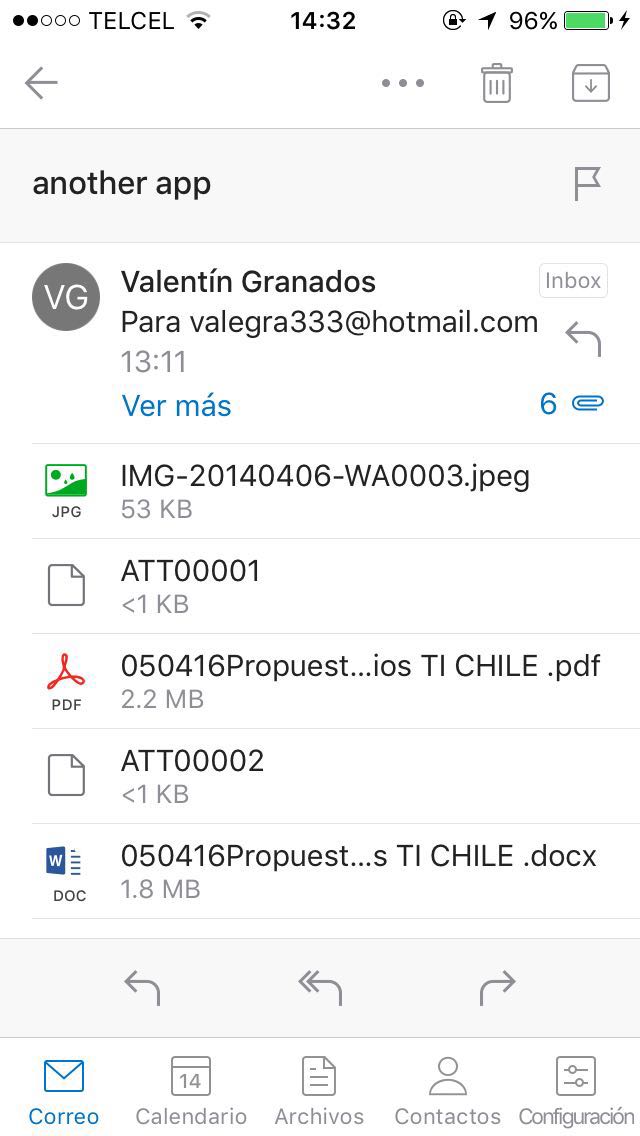 TELCEL 14:32 96%
another app
VG Valentín Granados Inbox
Para valegra333@hotmail.com
13:11
Ver más 6
IMG-20140406-WA0003.jpeg
JPG 53 KB
ATT00001
<1 KB
050416Propuest...ios TI CHILE .pdf
PDF 2.2 MB
ATT00002
<1 KB
W 050416Propuest...s TI CHILE .docx
DOC 1.8 MB
14
Correo Calendario Archivos Contactos Configuración